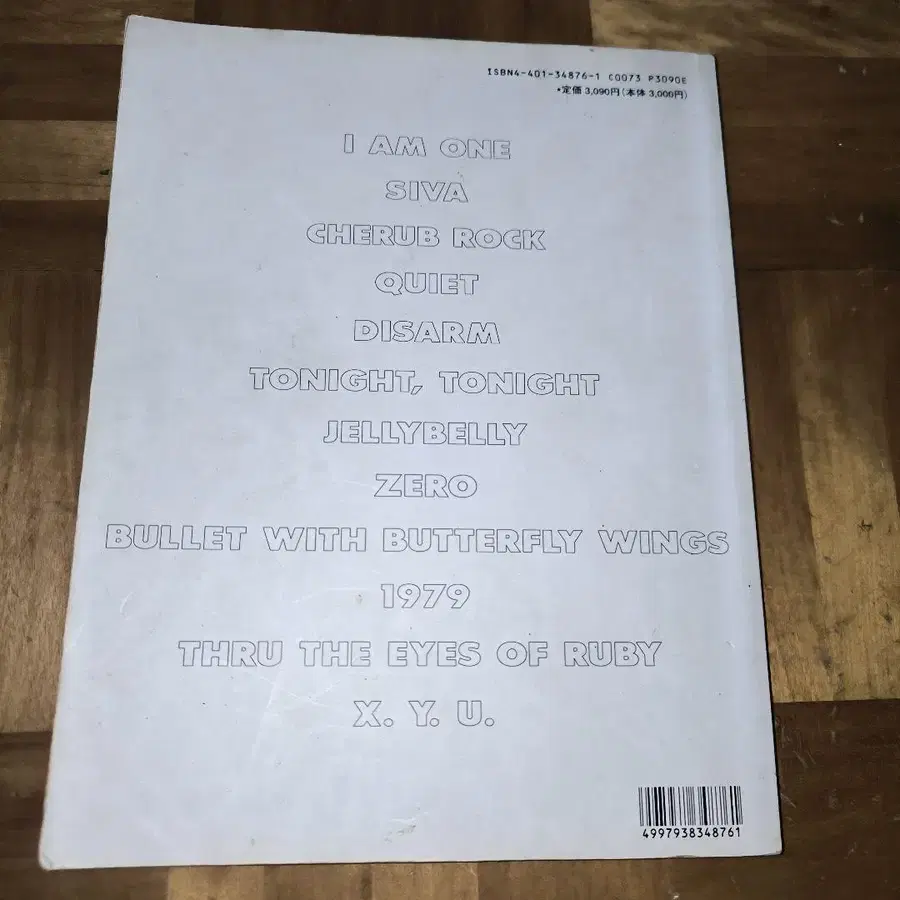 ISBN4-401-34876-1 C0073 P3090E
*定価 3,090円(本体 3,000円)
I AM ONE
SIVA
CHERUB ROCK
QUIET
DISARM
TONIGHT, TONIGHT
JELLYBELLY
ZERO
BULLET WITH BUTTERFLY WINGS
1979
THRU THE EYES OF RUBY
X. Y. U.
4997938348761